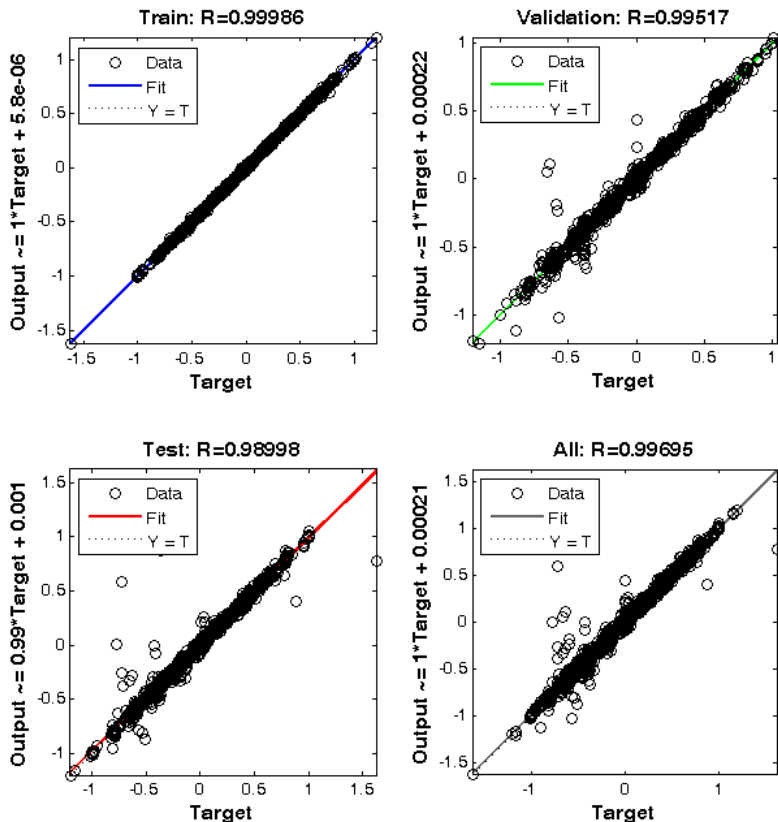 Train: R=0.99986
Output ~= 1*Target + 5.8e-06
1
0.5
0
-0.5
-1
-1.5
Data
Fit
Y = T
-1.5
-1
-0.5
0
0.5
1
Target
Validation: R=0.99517
Output ~= 1*Target + 0.00022
1
0.5
0
-0.5
-1
Data
Fit
Y = T
-1
-0.5
0
0.5
1
Target
Test: R=0.98998
Output ~= 0.99*Target + 0.001
1.5
1
0.5
0
-0.5
-1
Data
Fit
Y = T
-1
-0.5
0
0.5
1
1.5
Target
All: R=0.99695
Output ~= 1*Target + 0.00021
1.5
1
0.5
0
-0.5
-1
-1.5
Data
Fit
Y = T
-1
0
1
Target